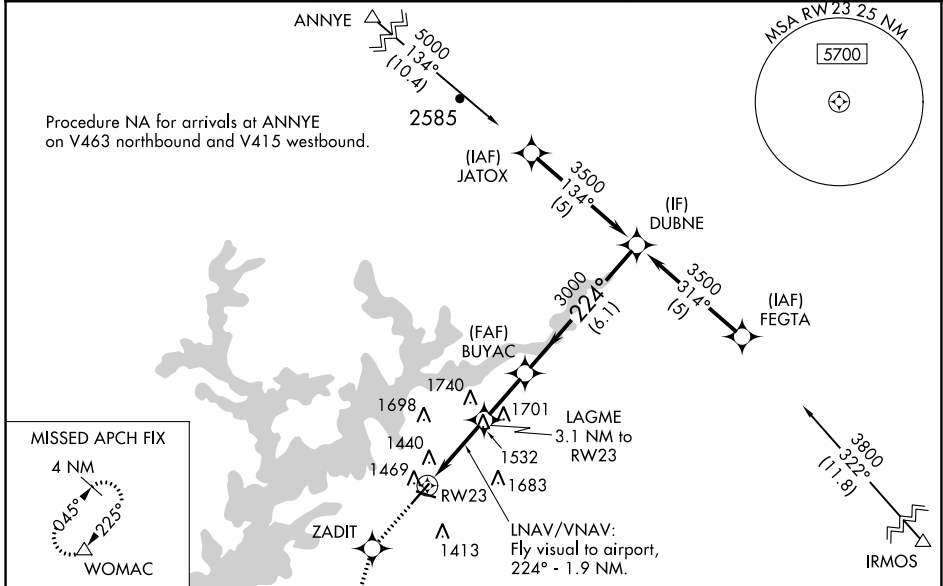 ANNYE
5000
134°
(10.4)
2585
MSA RW23 25 NM
5700
Procedure NA for arrivals at ANNYE
on V463 northbound and V415 westbound.
(IAF)
JATOX
3500
134°
(5)
(IF)
DUBNE
3500
314°
(5)
(IAF)
FEGTA
3000
224°
(6.1)
(FAF)
BUYAC
1740
1698
1701
LAGME
3.1 NM to
RW23
1440
1532
1469
1683
RW23
MISSED APCH FIX
4 NM
045°
225°
WOMAC
ZADIT
1413
LNAV/VNAV:
Fly visual to airport,
224° - 1.9 NM.
3800
322°
(11.8)
IRMOS